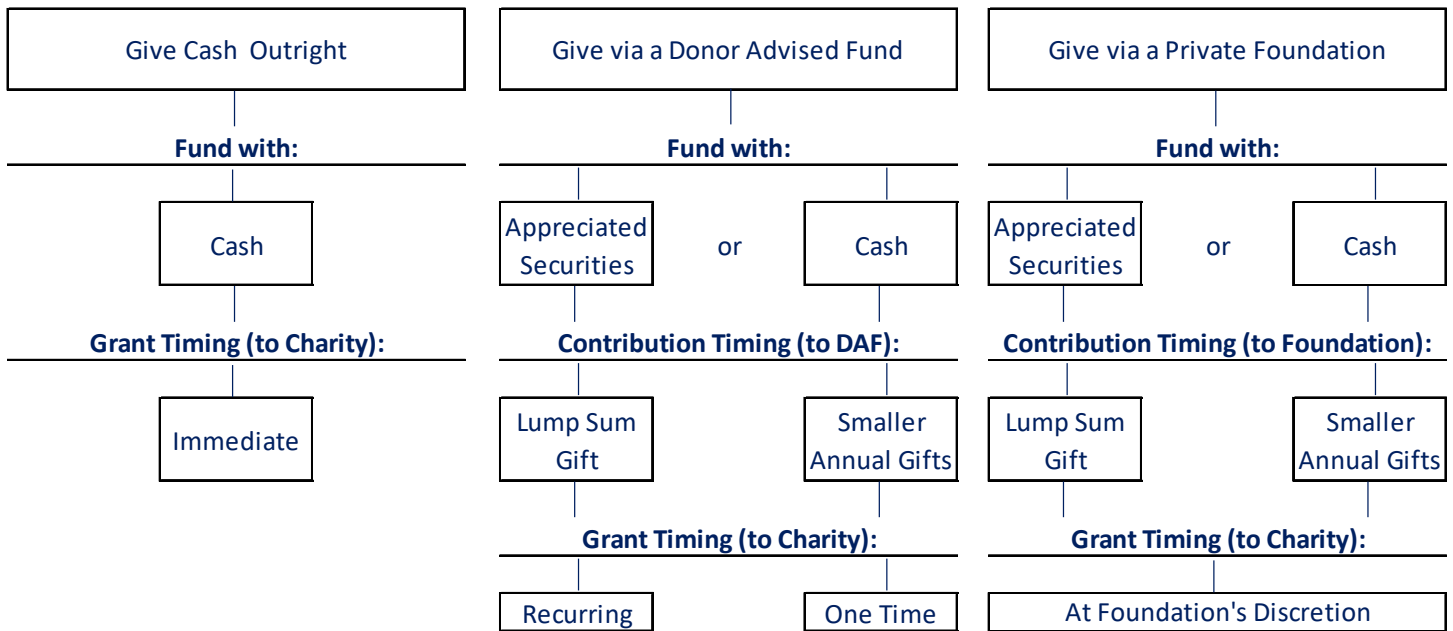 Give Cash Outright
Give via a Donor Advised Fund
Give via a Private Foundation
Fund with:
Fund with:
Fund with:
Cash
Appreciated
Securities
or
Cash
Appreciated
Securities
or
Cash
Grant Timing (to Charity):
Contribution Timing (to DAF):
Contribution Timing (to Foundation):
Immediate
Lump Sum
Gift
Smaller
Annual Gifts
Lump Sum
Gift
Smaller
Annual Gifts
Grant Timing (to Charity):
Grant Timing (to Charity):
Recurring
One Time
At Foundation's Discretion